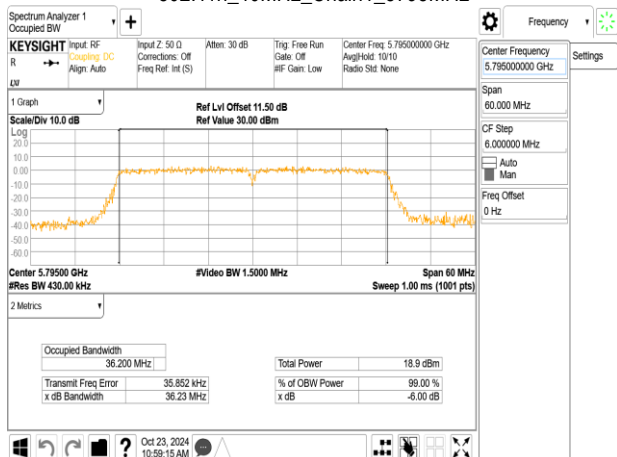 Spectrum Analyzer 1
Occupied BW
+
Frequency
KEYSIGHT Input: RF
R Coupling: DC
Align: Auto
LXI
Input Z: 50 Ω
Corrections: Off
Freq Ref: Int (S)
Atten: 30 dB
Trig: Free Run
Gate: Off
#IF Gain: Low
Center Freq: 5.795000000 GHz
Avg|Hold: 10/10
Radio Std: None
Center Frequency
5.795000000 GHz
Settings
Span
60.000 MHz
CF Step
6.000000 MHz
Auto
Man
Freq Offset
0 Hz
1 Graph
Scale/Div 10.0 dB
Ref Lvl Offset 11.50 dB
Ref Value 30.00 dBm
Log
20.0
10.0
0.00
-10.0
-20.0
-30.0
-40.0
-50.0
-60.0
Center 5.79500 GHz
#Res BW 430.00 kHz
#Video BW 1.5000 MHz
Span 60 MHz
Sweep 1.00 ms (1001 pts)
2 Metrics
Occupied Bandwidth
36.200 MHz
Total Power 18.9 dBm
Transmit Freq Error 35.852 kHz
% of OBW Power 99.00 %
x dB Bandwidth 36.23 MHz
x dB -6.00 dB
?
Oct 23, 2024
10:59:15 AM